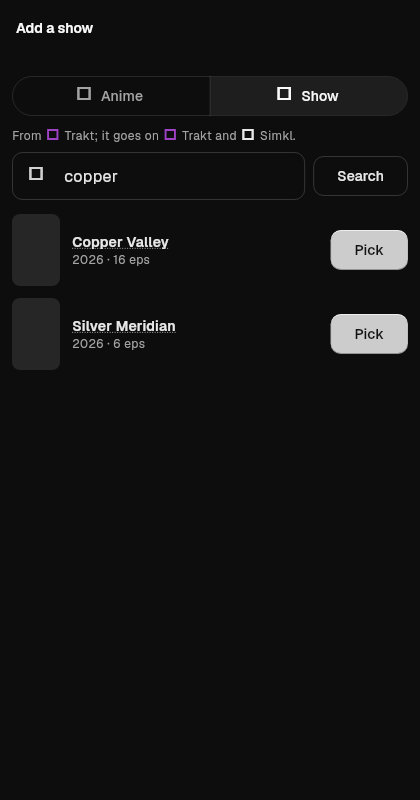 Add a show
Anime
Show
From Trakt; it goes on Trakt and Simkl.
copper
Search
Copper Valley
2026 · 16 eps
Pick
Silver Meridian
2026 · 6 eps
Pick